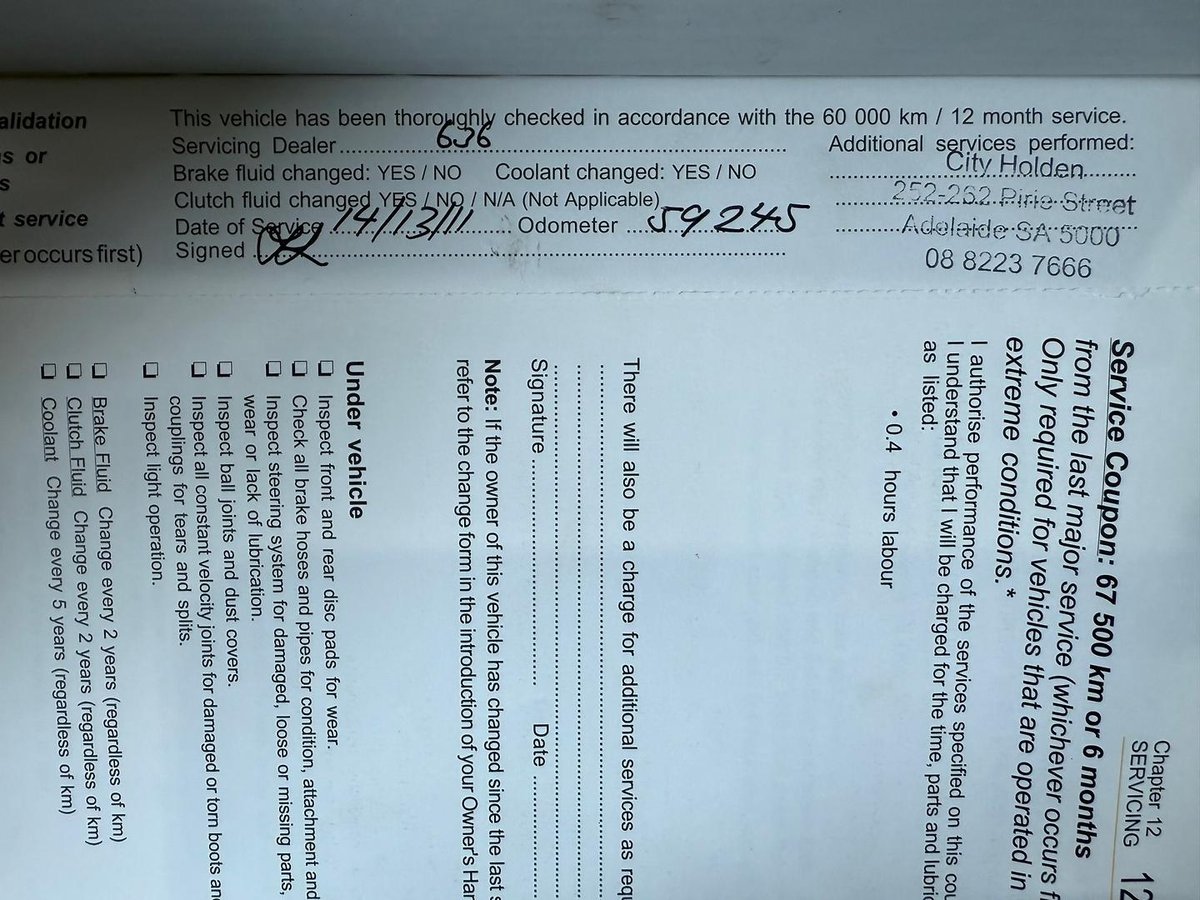 alidation
s or
s
t service
er occurs first)
This vehicle has been thoroughly checked in accordance with the 60 000 km / 12 month service.
Servicing Dealer 636
Brake fluid changed: YES / NO Coolant changed: YES / NO
Clutch fluid changed YES / NO / N/A (Not Applicable)
Date of Service 14/13/11 Odometer 59245
Signed
Additional services performed:
City Holden
252-262 Pirie Street
Adelaide SA 5000
08 8223 7666
Chapter 12
SERVICING 12
Service Coupon: 67 500 km or 6 months
from the last major service (whichever occurs f
Only required for vehicles that are operated in
extreme conditions. *
I authorise performance of the services specified on this cou
I understand that I will be charged for the time, parts and lubric
as listed:
• 0.4 hours labour
There will also be a charge for additional services as requ
Signature Date
Note: If the owner of this vehicle has changed since the last s
refer to the change form in the introduction of your Owner's Han
Under vehicle
❑ Inspect front and rear disc pads for wear.
❑ Check all brake hoses and pipes for condition, attachment and
❑ Inspect steering system for damaged, loose or missing parts,
wear or lack of lubrication.
❑ Inspect ball joints and dust covers.
❑ Inspect all constant velocity joints for damaged or torn boots and
couplings for tears and splits.
❑ Inspect light operation.
❑ Brake Fluid Change every 2 years (regardless of km)
❑ Clutch Fluid Change every 2 years (regardless of km)
❑ Coolant Change every 5 years (regardless of km)